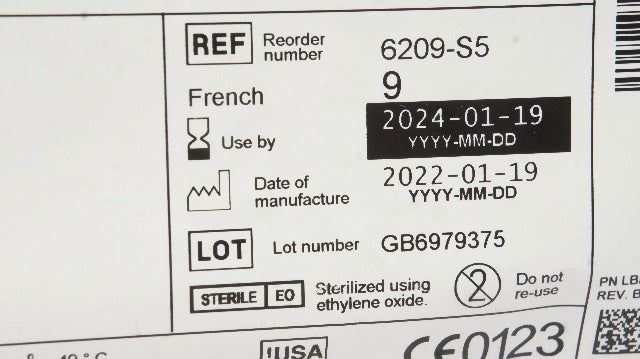 REF Reorder number 6209-S5
French 9
Use by 2024-01-19
YYYY-MM-DD
Date of manufacture 2022-01-19
YYYY-MM-DD
LOT Lot number GB6979375
STERILE EO Sterilized using ethylene oxide. 2 Do not re-use
PN LB
REV. B
USA CE0123